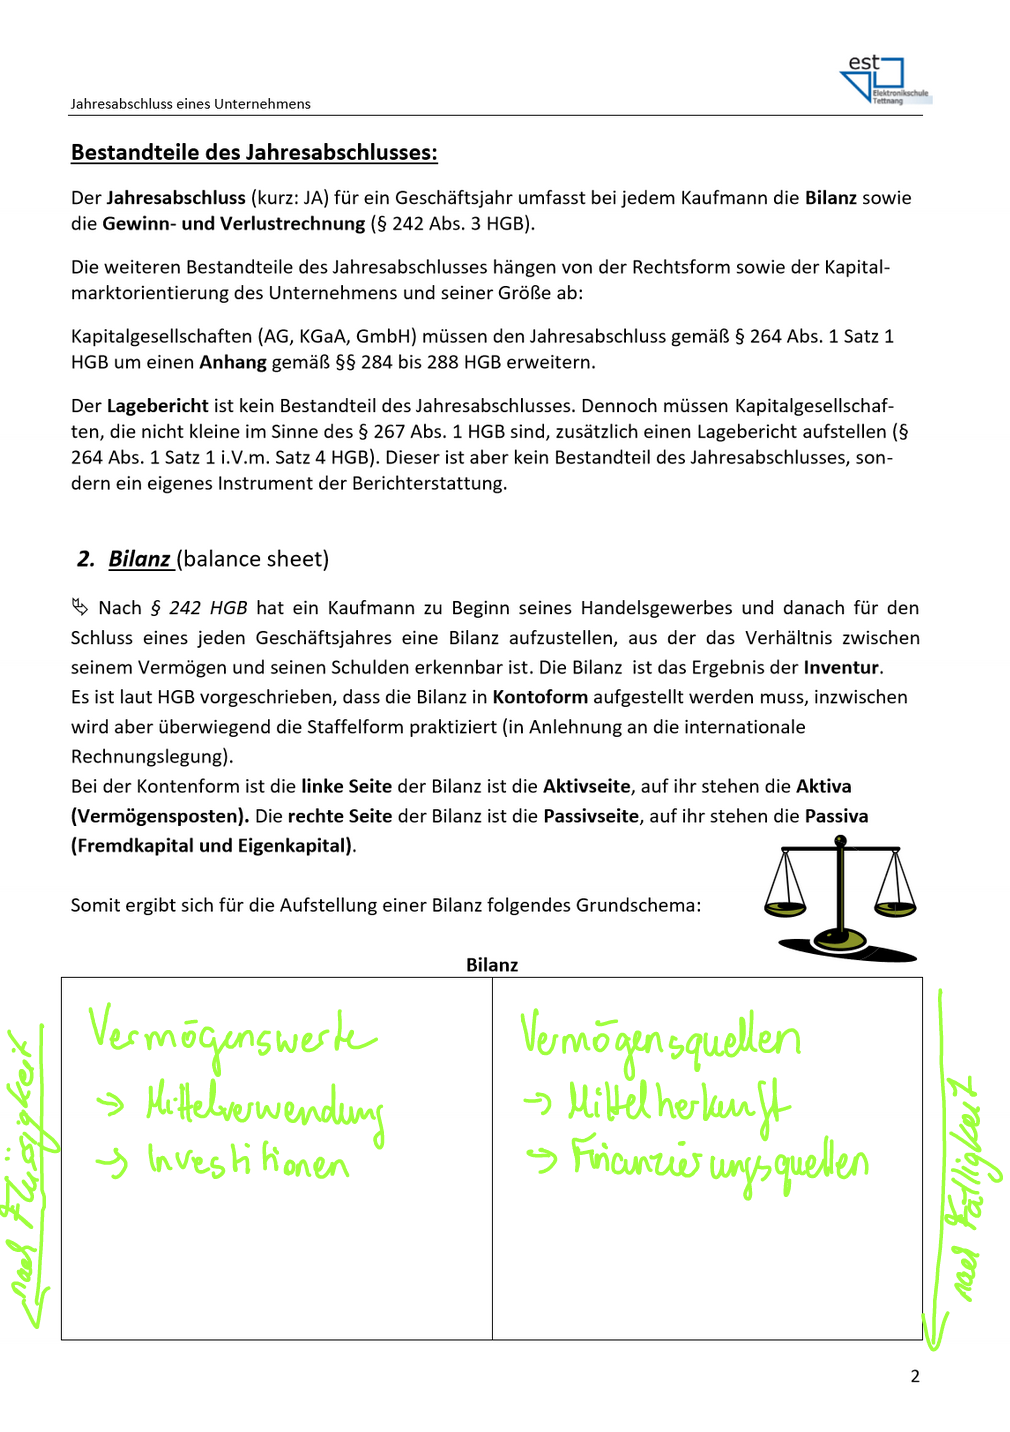 est
Elektronikschule
Tettnang
Jahresabschluss eines Unternehmens
Bestandteile des Jahresabschlusses:
Der Jahresabschluss (kurz: JA) für ein Geschäftsjahr umfasst bei jedem Kaufmann die Bilanz sowie
die Gewinn- und Verlustrechnung (§ 242 Abs. 3 HGB).
Die weiteren Bestandteile des Jahresabschlusses hängen von der Rechtsform sowie der Kapital-
marktorientierung des Unternehmens und seiner Größe ab:
Kapitalgesellschaften (AG, KGaA, GmbH) müssen den Jahresabschluss gemäß § 264 Abs. 1 Satz 1
HGB um einen Anhang gemäß §§ 284 bis 288 HGB erweitern.
Der Lagebericht ist kein Bestandteil des Jahresabschlusses. Dennoch müssen Kapitalgesellschaf-
ten, die nicht kleine im Sinne des § 267 Abs. 1 HGB sind, zusätzlich einen Lagebericht aufstellen (§
264 Abs. 1 Satz 1 i.V.m. Satz 4 HGB). Dieser ist aber kein Bestandteil des Jahresabschlusses, son-
dern ein eigenes Instrument der Berichterstattung.
2. Bilanz (balance sheet)
⮡ Nach § 242 HGB hat ein Kaufmann zu Beginn seines Handelsgewerbes und danach für den
Schluss eines jeden Geschäftsjahres eine Bilanz aufzustellen, aus der das Verhältnis zwischen
seinem Vermögen und seinen Schulden erkennbar ist. Die Bilanz ist das Ergebnis der Inventur.
Es ist laut HGB vorgeschrieben, dass die Bilanz in Kontoform aufgestellt werden muss, inzwischen
wird aber überwiegend die Staffelform praktiziert (in Anlehnung an die internationale
Rechnungslegung).
Bei der Kontenform ist die linke Seite der Bilanz ist die Aktivseite, auf ihr stehen die Aktiva
(Vermögensposten). Die rechte Seite der Bilanz ist die Passivseite, auf ihr stehen die Passiva
(Fremdkapital und Eigenkapital).
Somit ergibt sich für die Aufstellung einer Bilanz folgendes Grundschema:
Bilanz
nach Flüssigkeit
Vermögenswerte
→ Mittelverwendung
→ Investitionen
Vermögensquellen
→ Mittelherkunft
→ Finanzierungsquellen
nach Fälligkeit
2